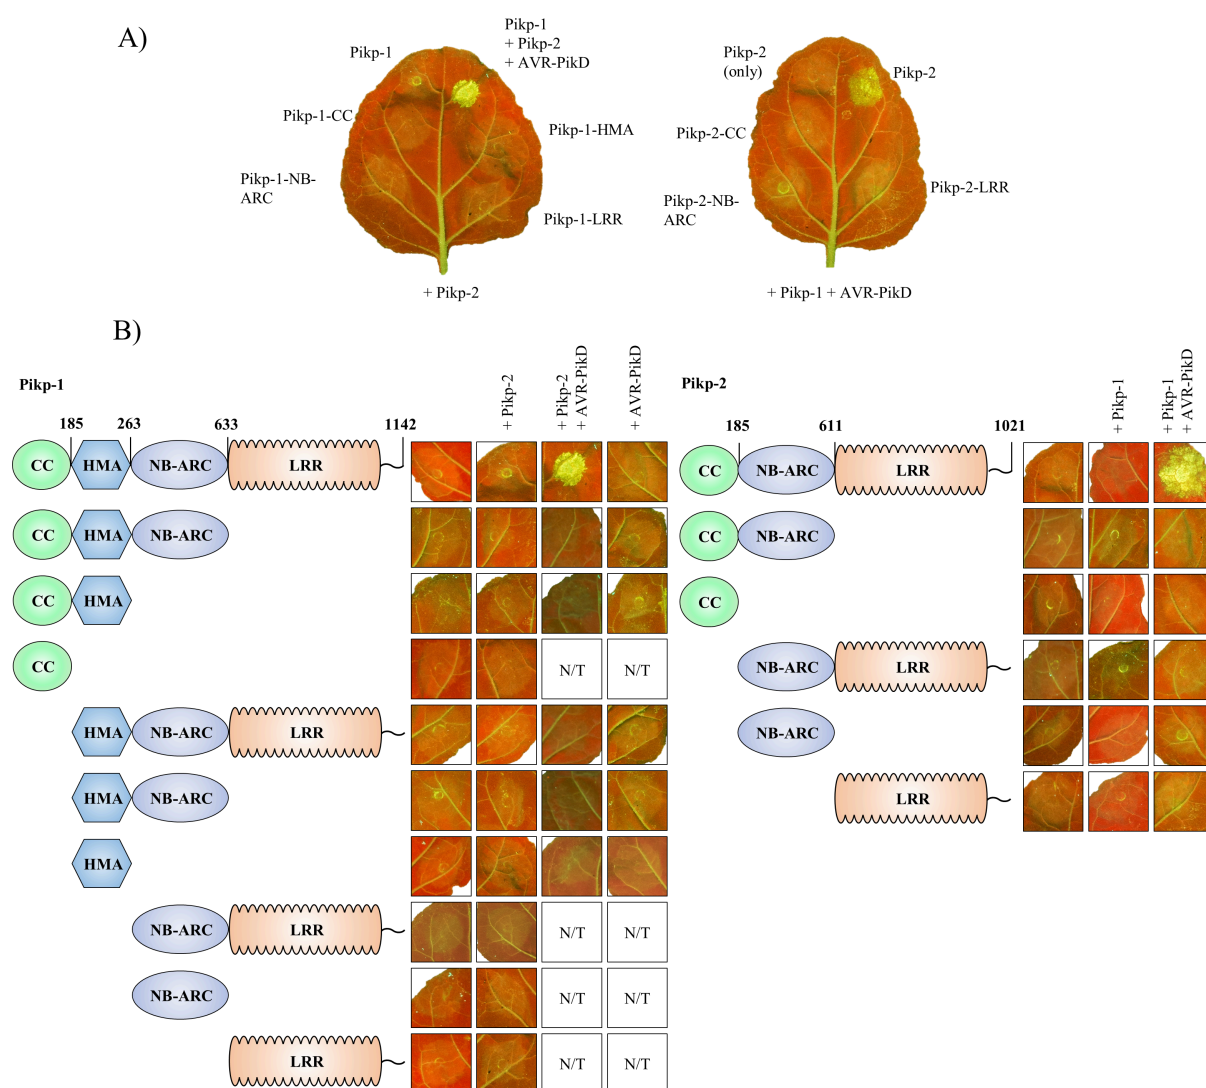 A)
Pikp-1
Pikp-1
+ Pikp-2
+ AVR-PikD
Pikp-1-CC
Pikp-1-HMA
Pikp-1-NB-
ARC
Pikp-1-LRR
+ Pikp-2
Pikp-2
(only)
Pikp-2
Pikp-2-CC
Pikp-2-NB-
ARC
Pikp-2-LRR
+ Pikp-1 + AVR-PikD
B)
Pikp-1
+ Pikp-2
+ Pikp-2
+ AVR-PikD
+ AVR-PikD
185 263 633 1142
CC HMA NB-ARC LRR
CC HMA NB-ARC
CC HMA
CC N/T N/T
HMA NB-ARC LRR
HMA NB-ARC
HMA
NB-ARC LRR N/T N/T
NB-ARC N/T N/T
LRR N/T N/T
Pikp-2
+ Pikp-1
+ Pikp-1
+ AVR-PikD
185 611 1021
CC NB-ARC LRR
CC NB-ARC
CC
NB-ARC LRR
NB-ARC
LRR